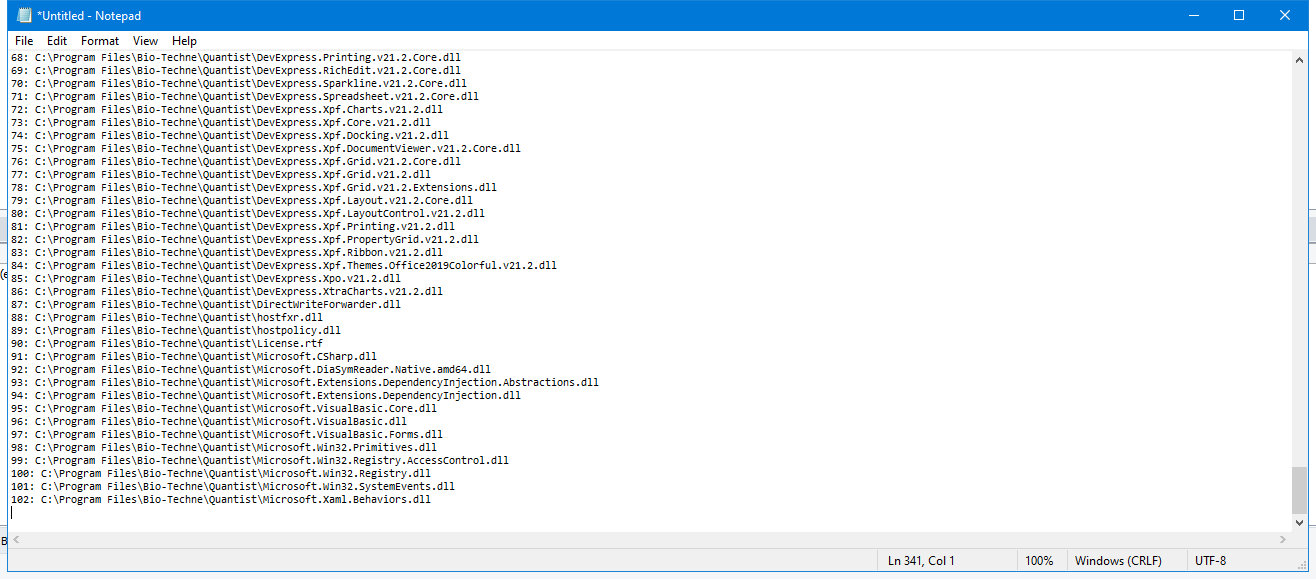 *Untitled - Notepad
File Edit Format View Help
68: C:\Program Files\Bio-Techne\Quantist\DevExpress.Printing.v21.2.Core.dll
69: C:\Program Files\Bio-Techne\Quantist\DevExpress.RichEdit.v21.2.Core.dll
70: C:\Program Files\Bio-Techne\Quantist\DevExpress.Sparkline.v21.2.Core.dll
71: C:\Program Files\Bio-Techne\Quantist\DevExpress.Spreadsheet.v21.2.Core.dll
72: C:\Program Files\Bio-Techne\Quantist\DevExpress.Xpf.Charts.v21.2.dll
73: C:\Program Files\Bio-Techne\Quantist\DevExpress.Xpf.Core.v21.2.dll
74: C:\Program Files\Bio-Techne\Quantist\DevExpress.Xpf.Docking.v21.2.dll
75: C:\Program Files\Bio-Techne\Quantist\DevExpress.Xpf.DocumentViewer.v21.2.Core.dll
76: C:\Program Files\Bio-Techne\Quantist\DevExpress.Xpf.Grid.v21.2.Core.dll
77: C:\Program Files\Bio-Techne\Quantist\DevExpress.Xpf.Grid.v21.2.dll
78: C:\Program Files\Bio-Techne\Quantist\DevExpress.Xpf.Grid.v21.2.Extensions.dll
79: C:\Program Files\Bio-Techne\Quantist\DevExpress.Xpf.Layout.v21.2.Core.dll
80: C:\Program Files\Bio-Techne\Quantist\DevExpress.Xpf.LayoutControl.v21.2.dll
81: C:\Program Files\Bio-Techne\Quantist\DevExpress.Xpf.Printing.v21.2.dll
82: C:\Program Files\Bio-Techne\Quantist\DevExpress.Xpf.PropertyGrid.v21.2.dll
83: C:\Program Files\Bio-Techne\Quantist\DevExpress.Xpf.Ribbon.v21.2.dll
84: C:\Program Files\Bio-Techne\Quantist\DevExpress.Xpf.Themes.Office2019Colorful.v21.2.dll
85: C:\Program Files\Bio-Techne\Quantist\DevExpress.Xpo.v21.2.dll
86: C:\Program Files\Bio-Techne\Quantist\DevExpress.XtraCharts.v21.2.dll
87: C:\Program Files\Bio-Techne\Quantist\DirectWriteForwarder.dll
88: C:\Program Files\Bio-Techne\Quantist\hostfxr.dll
89: C:\Program Files\Bio-Techne\Quantist\hostpolicy.dll
90: C:\Program Files\Bio-Techne\Quantist\License.rtf
91: C:\Program Files\Bio-Techne\Quantist\Microsoft.CSharp.dll
92: C:\Program Files\Bio-Techne\Quantist\Microsoft.DiaSymReader.Native.amd64.dll
93: C:\Program Files\Bio-Techne\Quantist\Microsoft.Extensions.DependencyInjection.Abstractions.dll
94: C:\Program Files\Bio-Techne\Quantist\Microsoft.Extensions.DependencyInjection.dll
95: C:\Program Files\Bio-Techne\Quantist\Microsoft.VisualBasic.Core.dll
96: C:\Program Files\Bio-Techne\Quantist\Microsoft.VisualBasic.dll
97: C:\Program Files\Bio-Techne\Quantist\Microsoft.VisualBasic.Forms.dll
98: C:\Program Files\Bio-Techne\Quantist\Microsoft.Win32.Primitives.dll
99: C:\Program Files\Bio-Techne\Quantist\Microsoft.Win32.Registry.AccessControl.dll
100: C:\Program Files\Bio-Techne\Quantist\Microsoft.Win32.Registry.dll
101: C:\Program Files\Bio-Techne\Quantist\Microsoft.Win32.SystemEvents.dll
102: C:\Program Files\Bio-Techne\Quantist\Microsoft.Xaml.Behaviors.dll
Ln 341, Col 1 100% Windows (CRLF) UTF-8